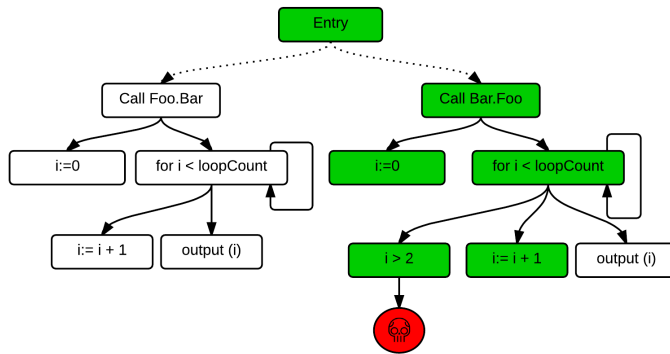 Entry
Call Foo.Bar
Call Bar.Foo
i:=0
for i < loopCount
i:=0
for i < loopCount
i:= i + 1
output (i)
i > 2
i:= i + 1
output (i)